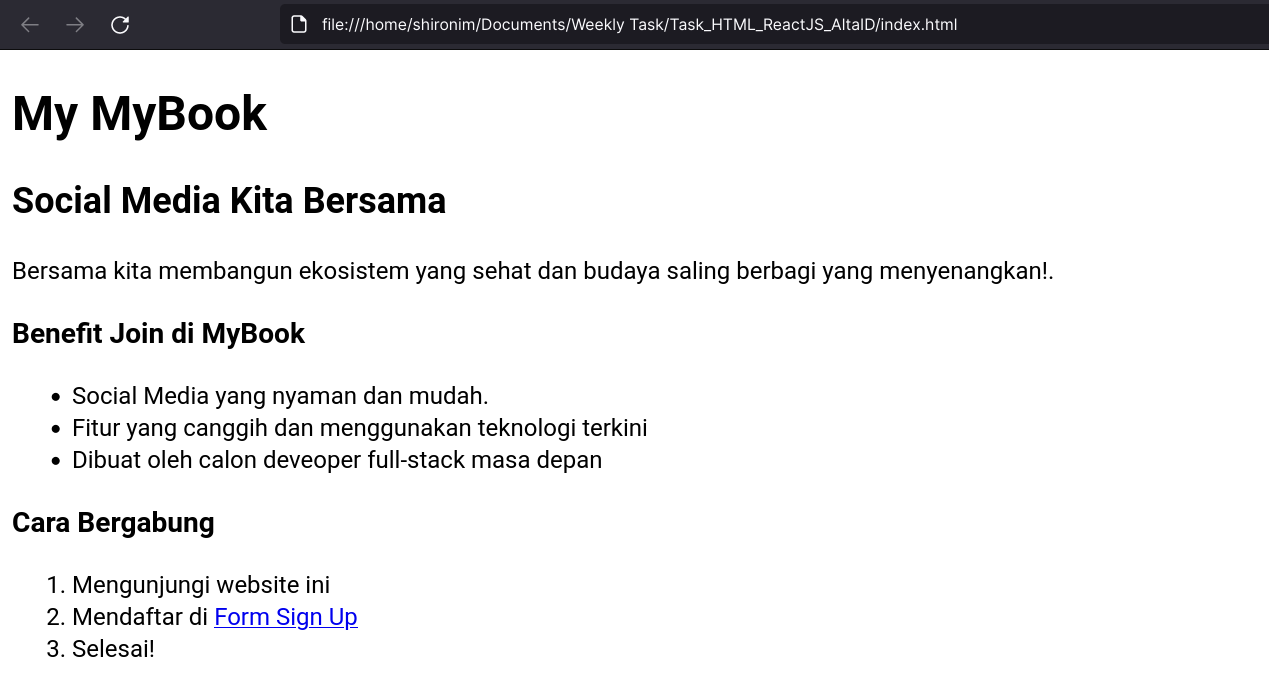 file:///home/shironim/Documents/Weekly Task/Task_HTML_ReactJS_AltaID/index.html
My MyBook
Social Media Kita Bersama
Bersama kita membangun ekosistem yang sehat dan budaya saling berbagi yang menyenangkan!.
Benefit Join di MyBook
• Social Media yang nyaman dan mudah.
• Fitur yang canggih dan menggunakan teknologi terkini
• Dibuat oleh calon deveoper full-stack masa depan
Cara Bergabung
1. Mengunjungi website ini
2. Mendaftar di Form Sign Up
3. Selesai!